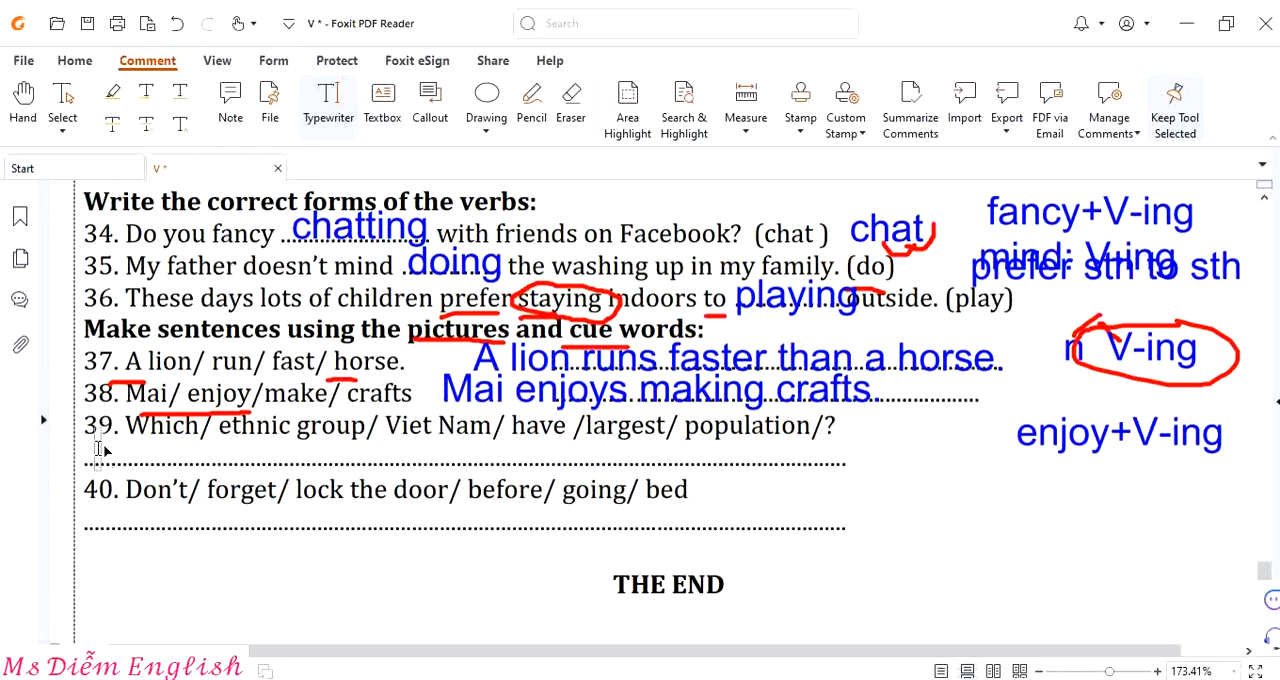 V * - Foxit PDF Reader
Search
File Home Comment View Form Protect Foxit eSign Share Help
Hand Select Note File Typewriter Textbox Callout Drawing Pencil Eraser Area Highlight Search & Highlight Measure Stamp Custom Stamp Summarize Comments Import Export PDF via Email Manage Comments Keep Tool Selected
Start V *
Write the correct forms of the verbs:
fancy+V-ing
34. Do you fancy chatting with friends on Facebook? (chat ) chat
mind: V-ing
35. My father doesn't mind doing the washing up in my family. (do) prefer sth to sth
36. These days lots of children prefer staying indoors to playing outside. (play)
Make sentences using the pictures and cue words:
37. A lion/ run/ fast/ horse. A lion runs faster than a horse. n V-ing
38. Mai/ enjoy/make/ crafts Mai enjoys making crafts.
39. Which/ ethnic group/ Viet Nam/ have /largest/ population/? enjoy+V-ing
40. Don't/ forget/ lock the door/ before/ going/ bed
THE END
Ms Diễm English 173.41%